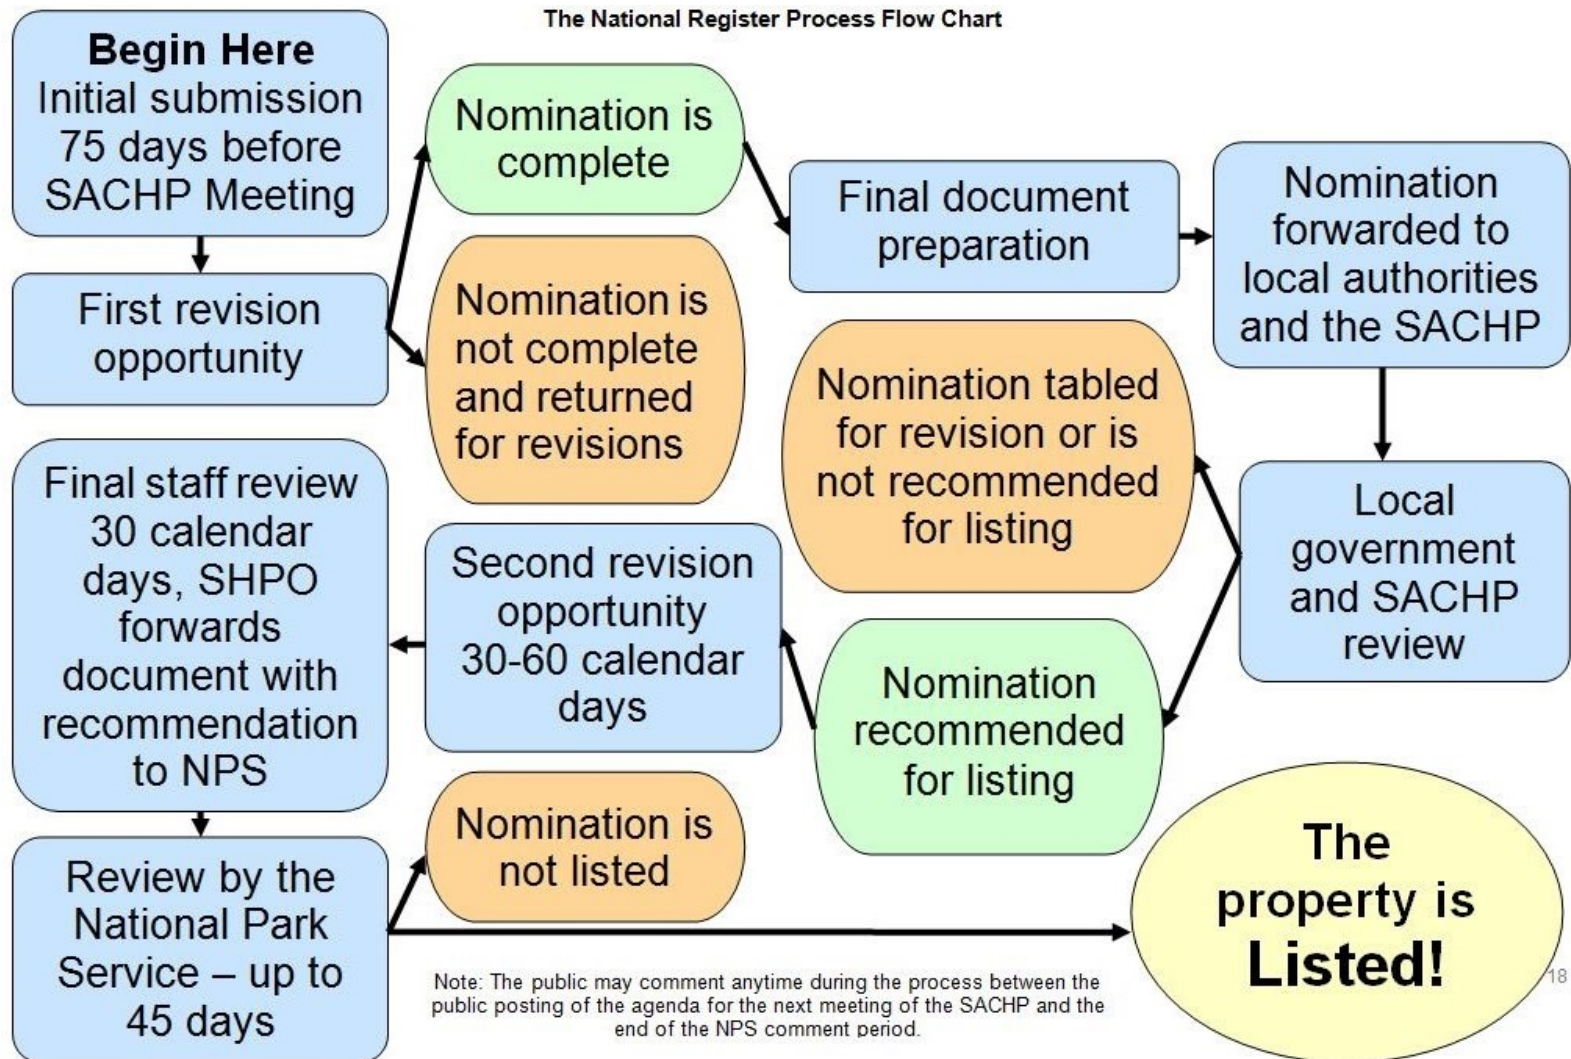 The National Register Process Flow Chart
Begin Here
Initial submission
75 days before
SACHP Meeting
First revision
opportunity
Nomination is
complete
Nomination is
not complete
and returned
for revisions
Final document
preparation
Nomination
forwarded to
local authorities
and the SACHP
Local
government
and SACHP
review
Nomination tabled
for revision or is
not recommended
for listing
Nomination
recommended
for listing
Second revision
opportunity
30-60 calendar
days
Final staff review
30 calendar
days, SHPO
forwards
document with
recommendation
to NPS
Review by the
National Park
Service – up to
45 days
Nomination is
not listed
The
property is
Listed!
Note: The public may comment anytime during the process between the
public posting of the agenda for the next meeting of the SACHP and the
end of the NPS comment period.
18